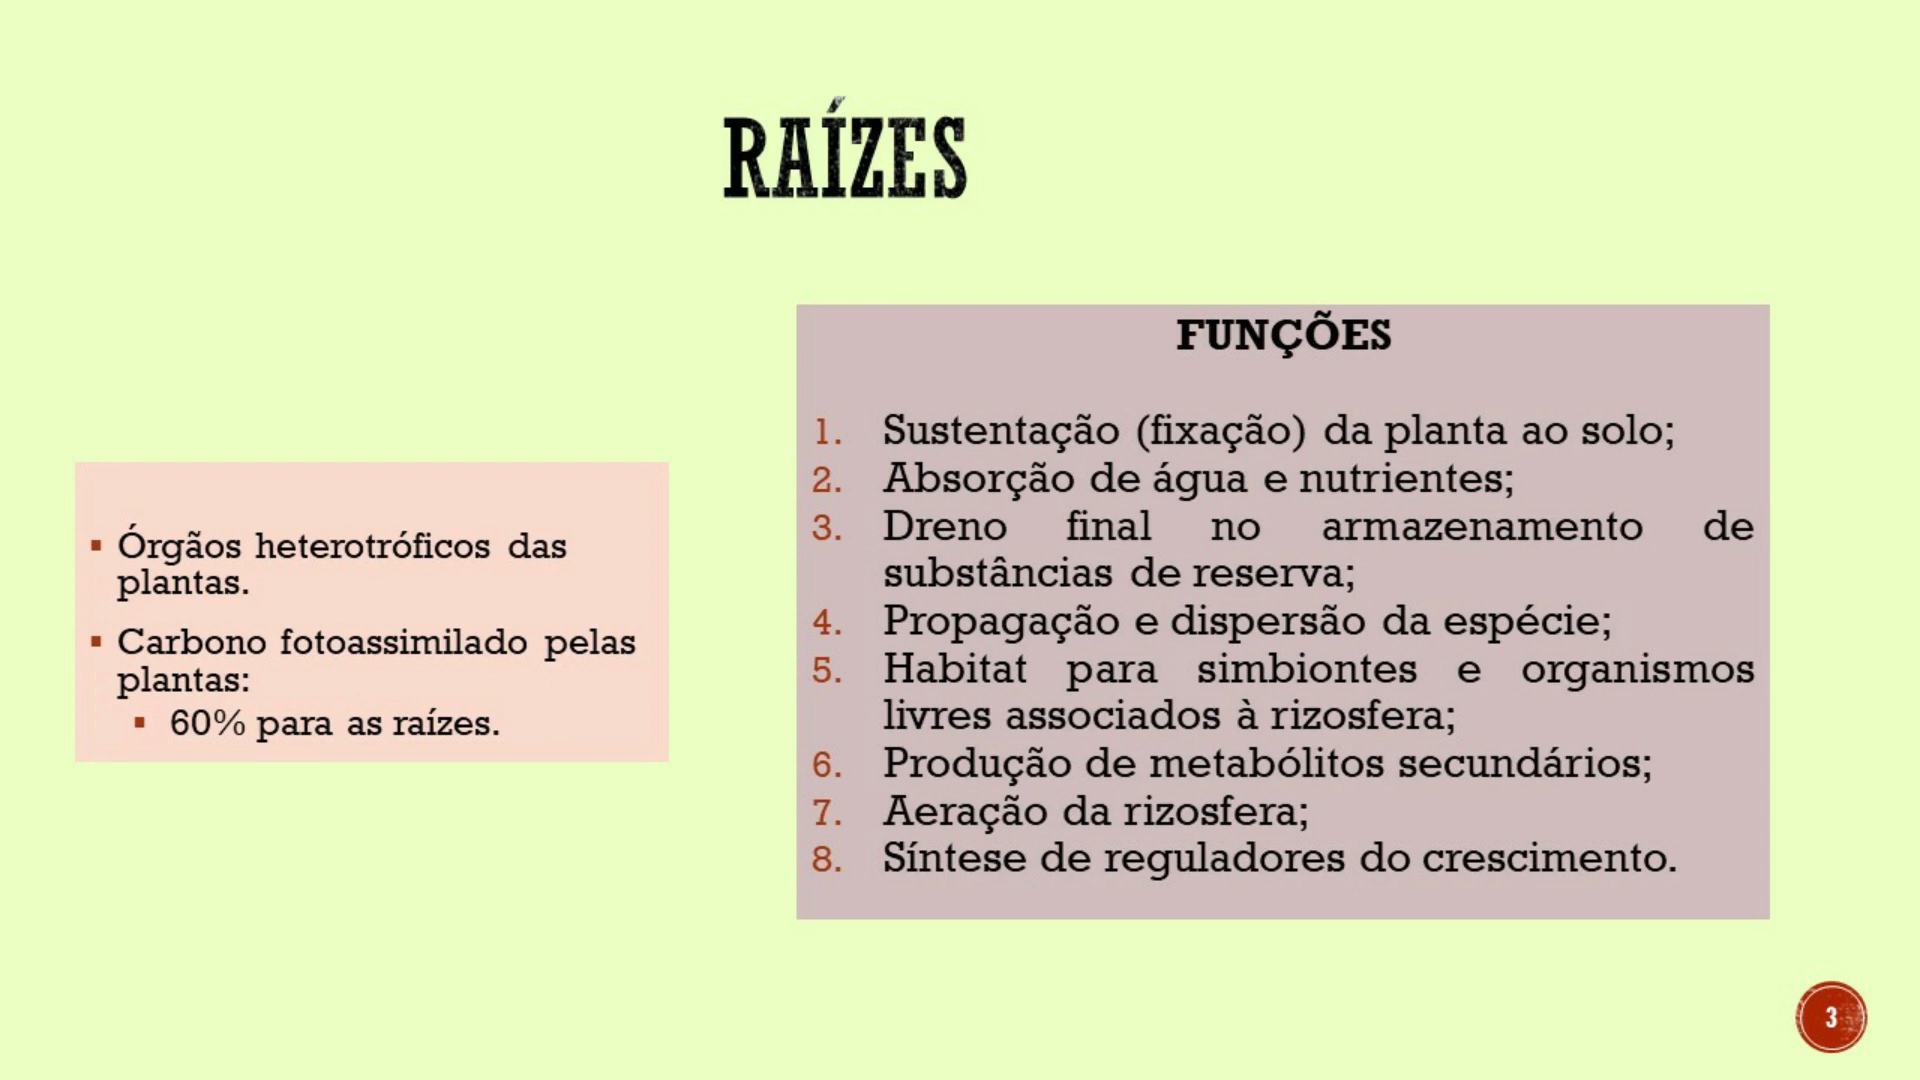 RAÍZES
▪ Órgãos heterotróficos das
plantas.
▪ Carbono fotoassimilado pelas
plantas:
▪ 60% para as raízes.
FUNÇÕES
1. Sustentação (fixação) da planta ao solo;
2. Absorção de água e nutrientes;
3. Dreno final no armazenamento de
substâncias de reserva;
4. Propagação e dispersão da espécie;
5. Habitat para simbiontes e organismos
livres associados à rizosfera;
6. Produção de metabólitos secundários;
7. Aeração da rizosfera;
8. Síntese de reguladores do crescimento.
3